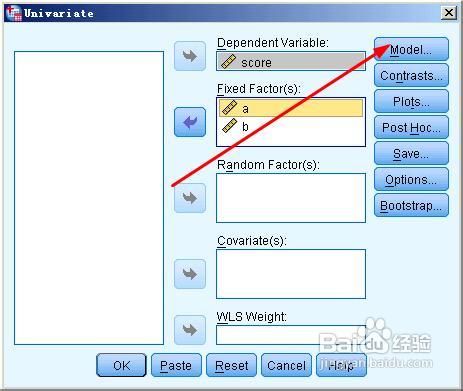 Univariate
Dependent Variable:
score
Fixed Factor(s):
a
b
Random Factor(s):
Covariate(s):
WLS Weight:
Model...
Contrasts...
Plots...
Post Hoc...
Save...
Options...
Bootstrap...
OK
Paste
Reset
Cancel
Help
Baidu 经验
jingyan.baidu.com